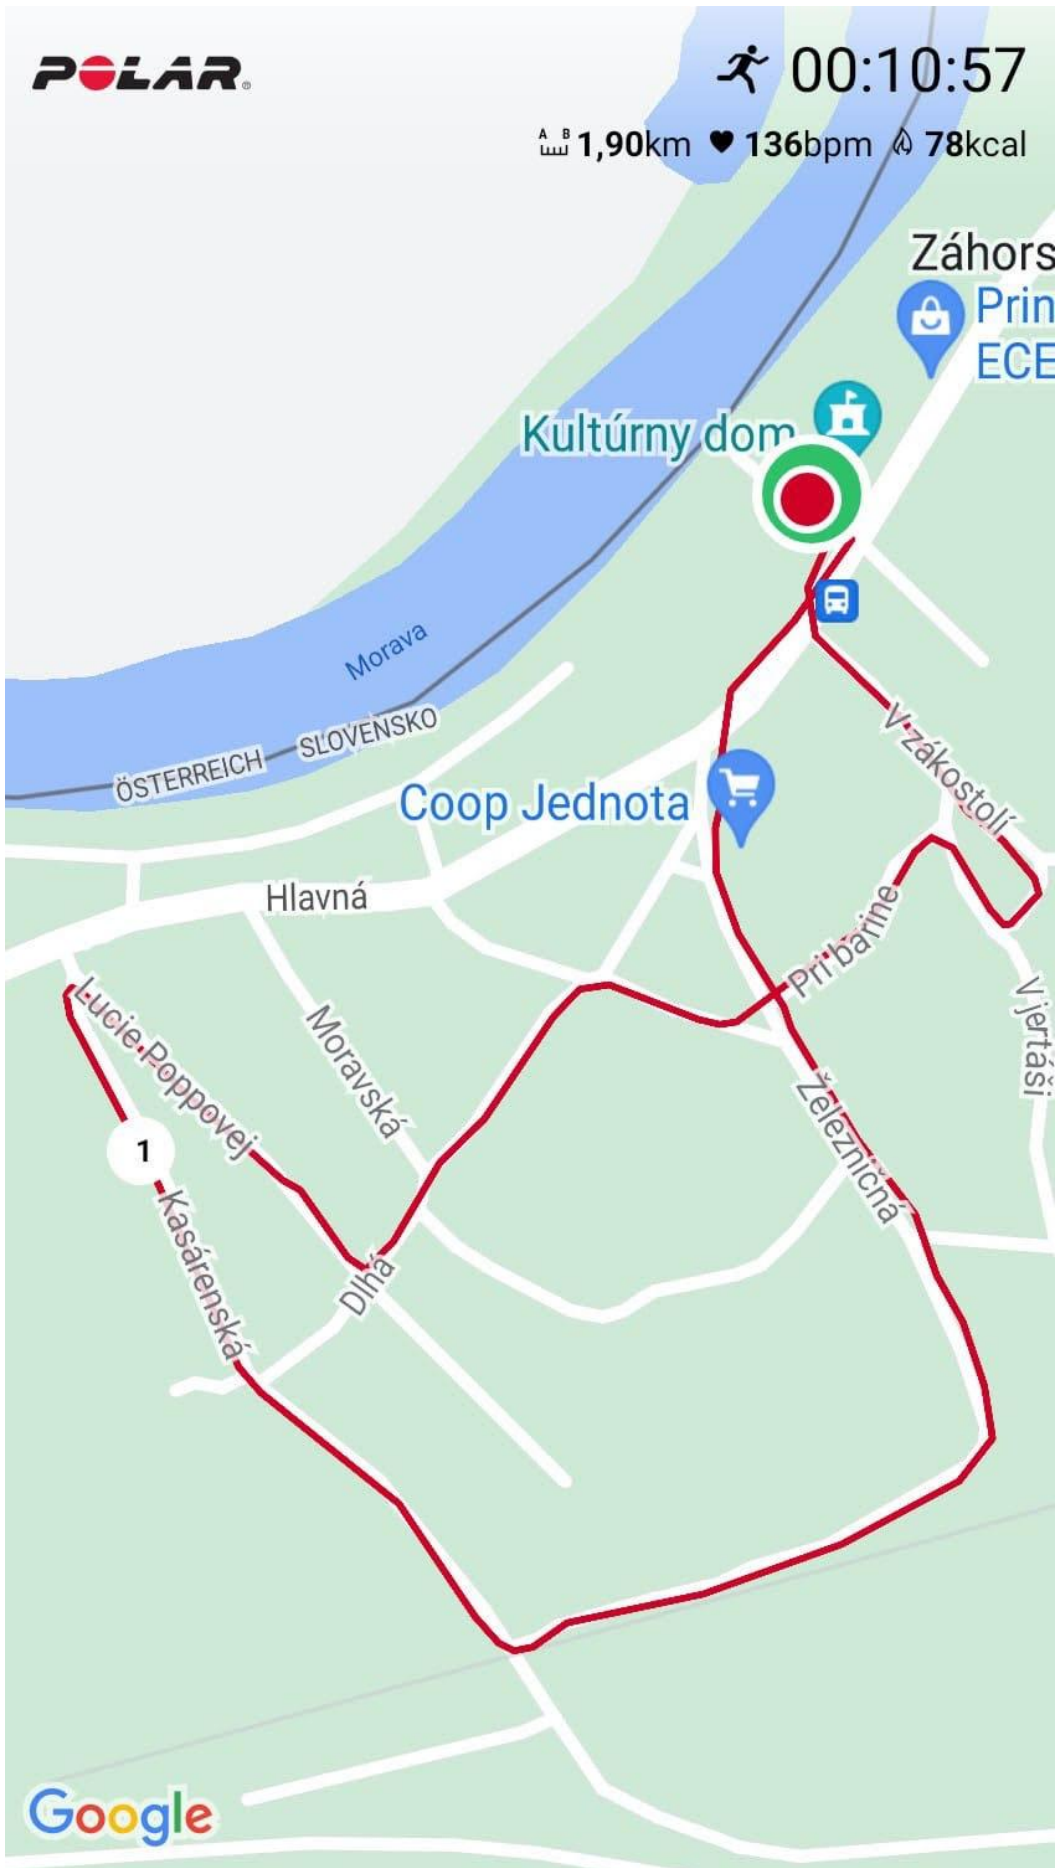 POLAR
00:10:57
A B 1,90km 136bpm 78kcal
Záhors
Prin
ECE
Kultúrny dom
Morava
ÖSTERREICH
SLOVENSKO
V zákostolí
Coop Jednota
Hlavná
Pri barine
Lucie Poppovej
Moravská
V jertáši
Železničná
1
Kasárenská
Dlhá
Google